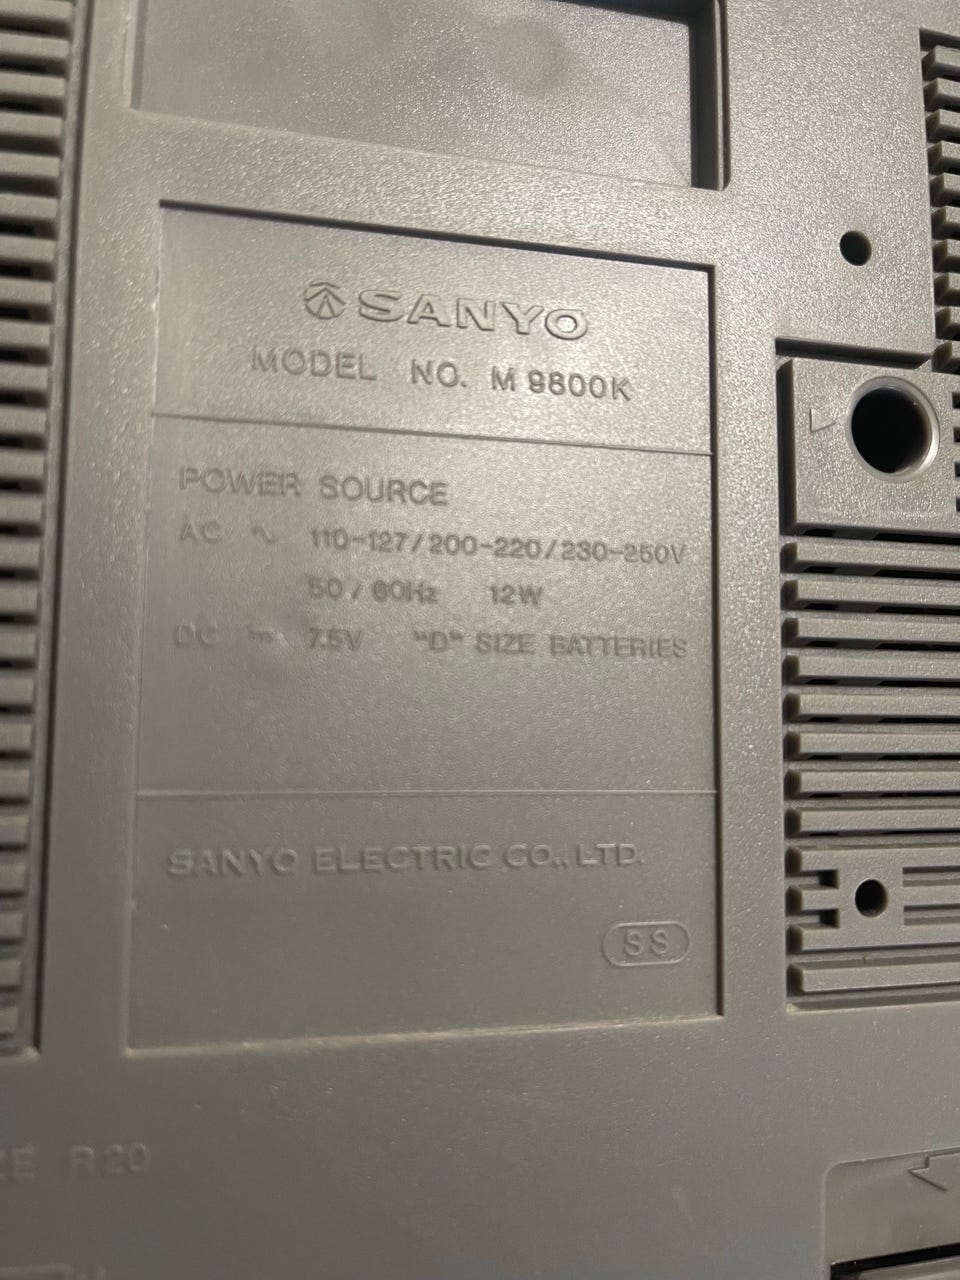 SANYO
MODEL NO. M 9800K
POWER SOURCE
AC ∿ 110-127/200-220/230-250V
50/60Hz 12W
DC ⎓ 7.5V "D" SIZE BATTERIES
SANYO ELECTRIC CO., LTD.
SS
R20